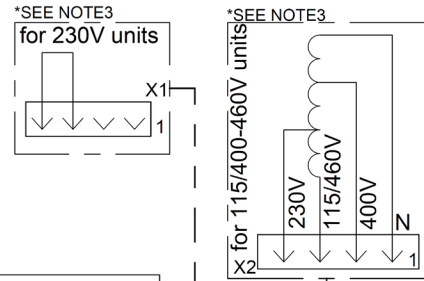 *SEE NOTE3
for 230V units
X1
1
*SEE NOTE3
for 115/400-460V units
230V
115/460V
400V
N
X2
1